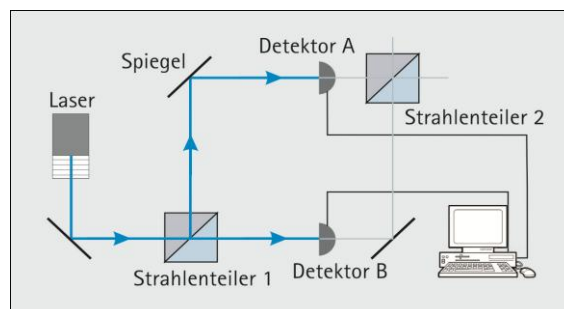 Detektor A
Spiegel
Laser
Strahlenteiler 2
Strahlenteiler 1
Detektor B